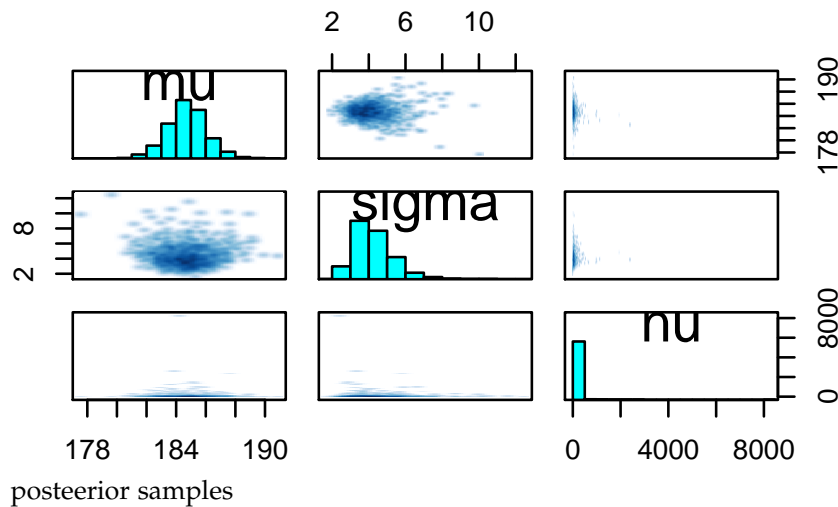 2 6 10
mu
178 190
sigma
2 8
nu
0 8000
178 184 190 0 4000 8000
posteerior samples